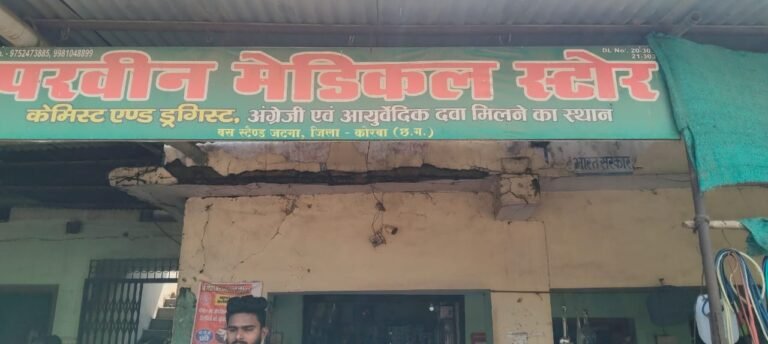 9752473885, 9981048899
DL No'. 20-30
21-303
परवीन मेडिकल स्टोर
केमिस्ट एण्ड ड्रगिस्ट, अंग्रेजी एवं आयुर्वेदिक दवा मिलने का स्थान
बस स्टैण्ड जटगा, जिला - कोरबा (छ.ग.)
भारत सरकार